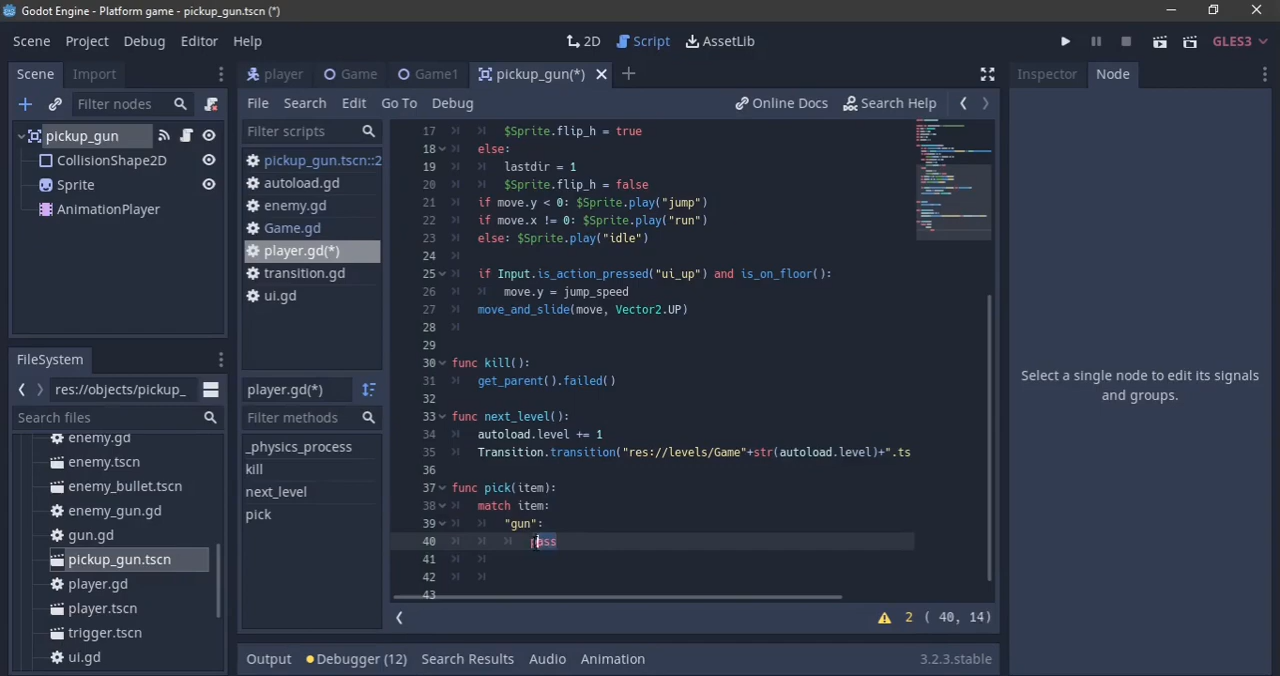 Godot Engine - Platform game - pickup_gun.tscn (*)
Scene Project Debug Editor Help
2D Script AssetLib
GLES3
Scene Import
player Game Game1 pickup_gun(*)
Inspector Node
Filter nodes
File Search Edit Go To Debug
Online Docs Search Help
pickup_gun
CollisionShape2D
Sprite
AnimationPlayer
FileSystem
res://objects/pickup_
Search files
enemy.gd
enemy.tscn
enemy_bullet.tscn
enemy_gun.gd
gun.gd
pickup_gun.tscn
player.gd
player.tscn
trigger.tscn
ui.gd
Filter scripts
pickup_gun.tscn::2
autoload.gd
enemy.gd
Game.gd
player.gd(*)
transition.gd
ui.gd
player.gd(*)
Filter methods
_physics_process
kill
next_level
pick
17 $Sprite.flip_h = true
18 else:
19 lastdir = 1
20 $Sprite.flip_h = false
21 if move.y < 0: $Sprite.play("jump")
22 if move.x != 0: $Sprite.play("run")
23 else: $Sprite.play("idle")
24
25 if Input.is_action_pressed("ui_up") and is_on_floor():
26 move.y = jump_speed
27 move_and_slide(move, Vector2.UP)
28
29
30 func kill():
31 get_parent().failed()
32
33 func next_level():
34 autoload.level += 1
35 Transition.transition("res://levels/Game"+str(autoload.level)+".ts
36
37 func pick(item):
38 match item:
39 "gun":
40 pass
41
42
43
2 ( 40, 14)
Select a single node to edit its signals
and groups.
Output Debugger (12) Search Results Audio Animation 3.2.3.stable